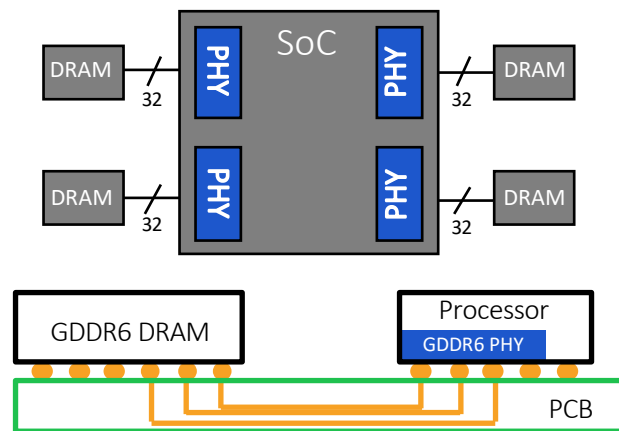 SoC
DRAM
32
PHY
PHY
DRAM
32
DRAM
32
PHY
PHY
DRAM
32
GDDR6 DRAM
Processor
GDDR6 PHY
PCB